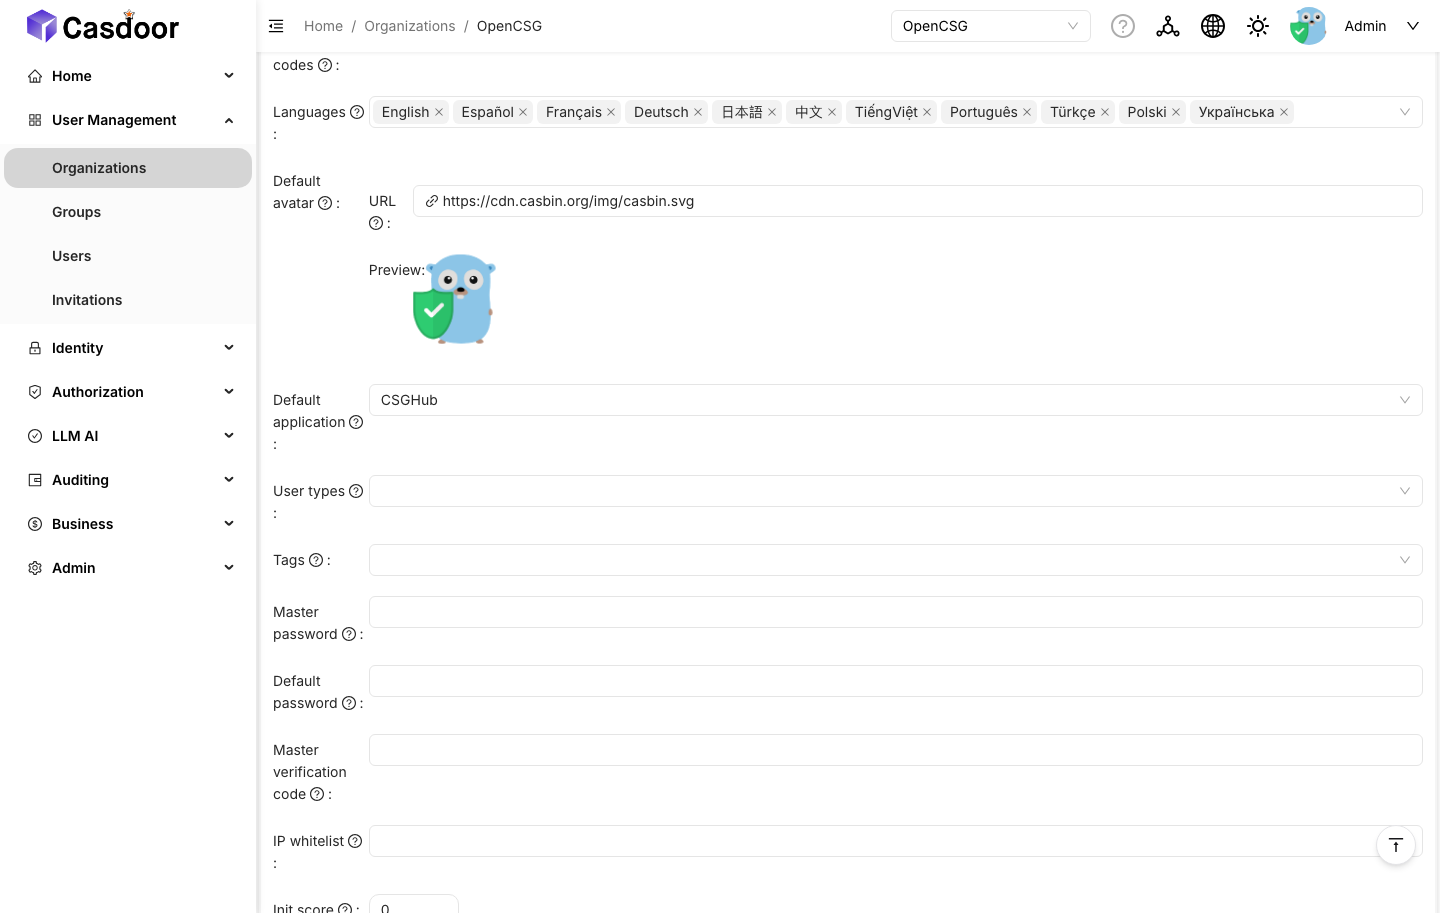 Casdoor
Home / Organizations / OpenCSG
OpenCSG
Admin
Home
User Management
Organizations
Groups
Users
Invitations
Identity
Authorization
LLM AI
Auditing
Business
Admin
codes :
Languages :
English Español Français Deutsch 日本語 中文 TiếngViệt Português Türkçe Polski Українська
Default
avatar :
URL :
https://cdn.casbin.org/img/casbin.svg
Preview:
Default
application :
CSGHub
User types :
Tags :
Master
password :
Default
password :
Master
verification
code :
IP whitelist :
Init score :
0